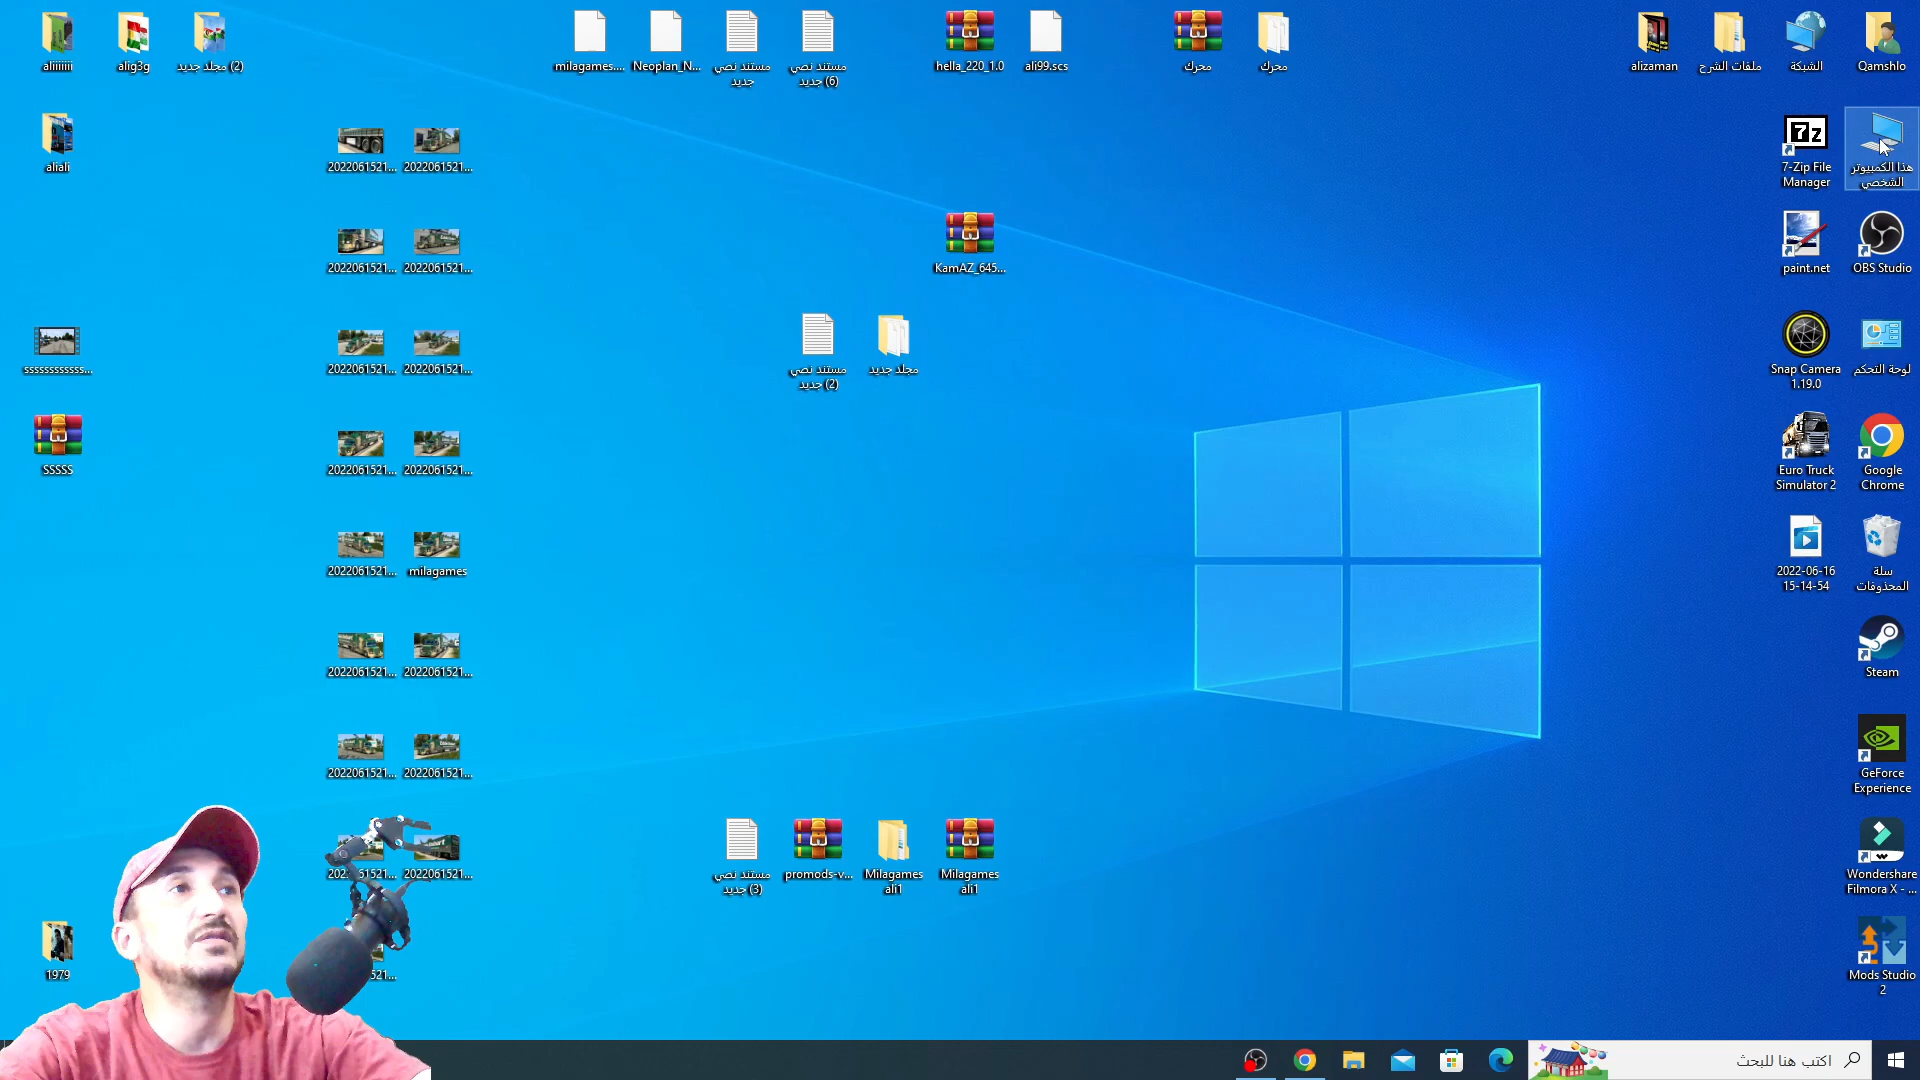 aliiiiiii
alig3g
مجلد جديد (2)
milagames....
Neoplan_N...
مستند نصي
جديد
مستند نصي
جديد (6)
hella_220_1.0
ali99.scs
محرك
محرك
alizaman
ملفات الشرح
الشبكة
Qamshlo
aliali
2022061521...
2022061521...
7-Zip File
Manager
هذا الكمبيوتر
الشخصي
2022061521...
2022061521...
KamAZ_645...
paint.net
OBS Studio
ssssssssssss...
2022061521...
2022061521...
مستند نصي
جديد (2)
مجلد جديد
Snap Camera
1.19.0
لوحة التحكم
SSSSS
2022061521...
2022061521...
Euro Truck
Simulator 2
Google
Chrome
2022061521...
milagames
2022-06-16
15-14-54
سلة
المحذوفات
2022061521...
2022061521...
Steam
2022061521...
2022061521...
GeForce
Experience
2022061521...
مستند نصي
جديد (3)
promods-v...
Milagames
ali1
Milagames
ali1
Wondershare
Filmora X - ...
1979
521...
Mods Studio
2
اكتب هنا للبحث